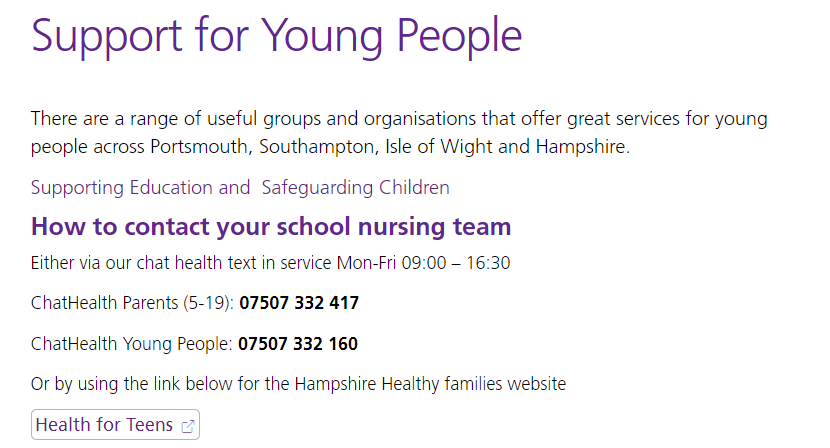 Support for Young People
There are a range of useful groups and organisations that offer great services for young
people across Portsmouth, Southampton, Isle of Wight and Hampshire.
Supporting Education and  Safeguarding Children
How to contact your school nursing team
Either via our chat health text in service Mon-Fri 09:00 – 16:30
ChatHealth Parents (5-19): 07507 332 417
ChatHealth Young People: 07507 332 160
Or by using the link below for the Hampshire Healthy families website
Health for Teens